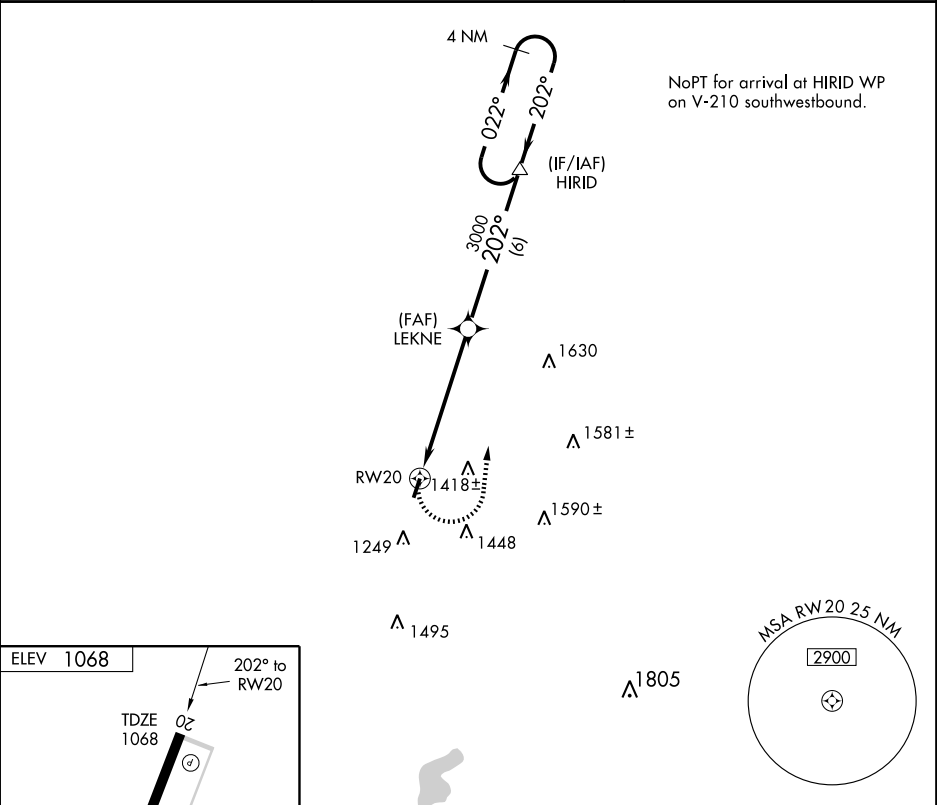 4 NM
NoPT for arrival at HIRID WP
on V-210 southwestbound.
022°
202°
(IF/IAF)
HIRID
3000
202°
(6)
(FAF)
LEKNE
1630
1581±
RW20
1418±
1590±
1249
1448
1495
MSA RW20 25 NM
2900
1805
ELEV 1068
202° to
RW20
TDZE
1068
20
P